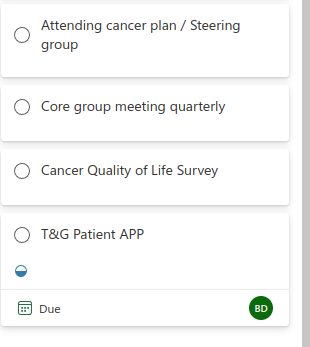 Attending cancer plan / Steering
group
Core group meeting quarterly
Cancer Quality of Life Survey
T&G Patient APP
Due
BD